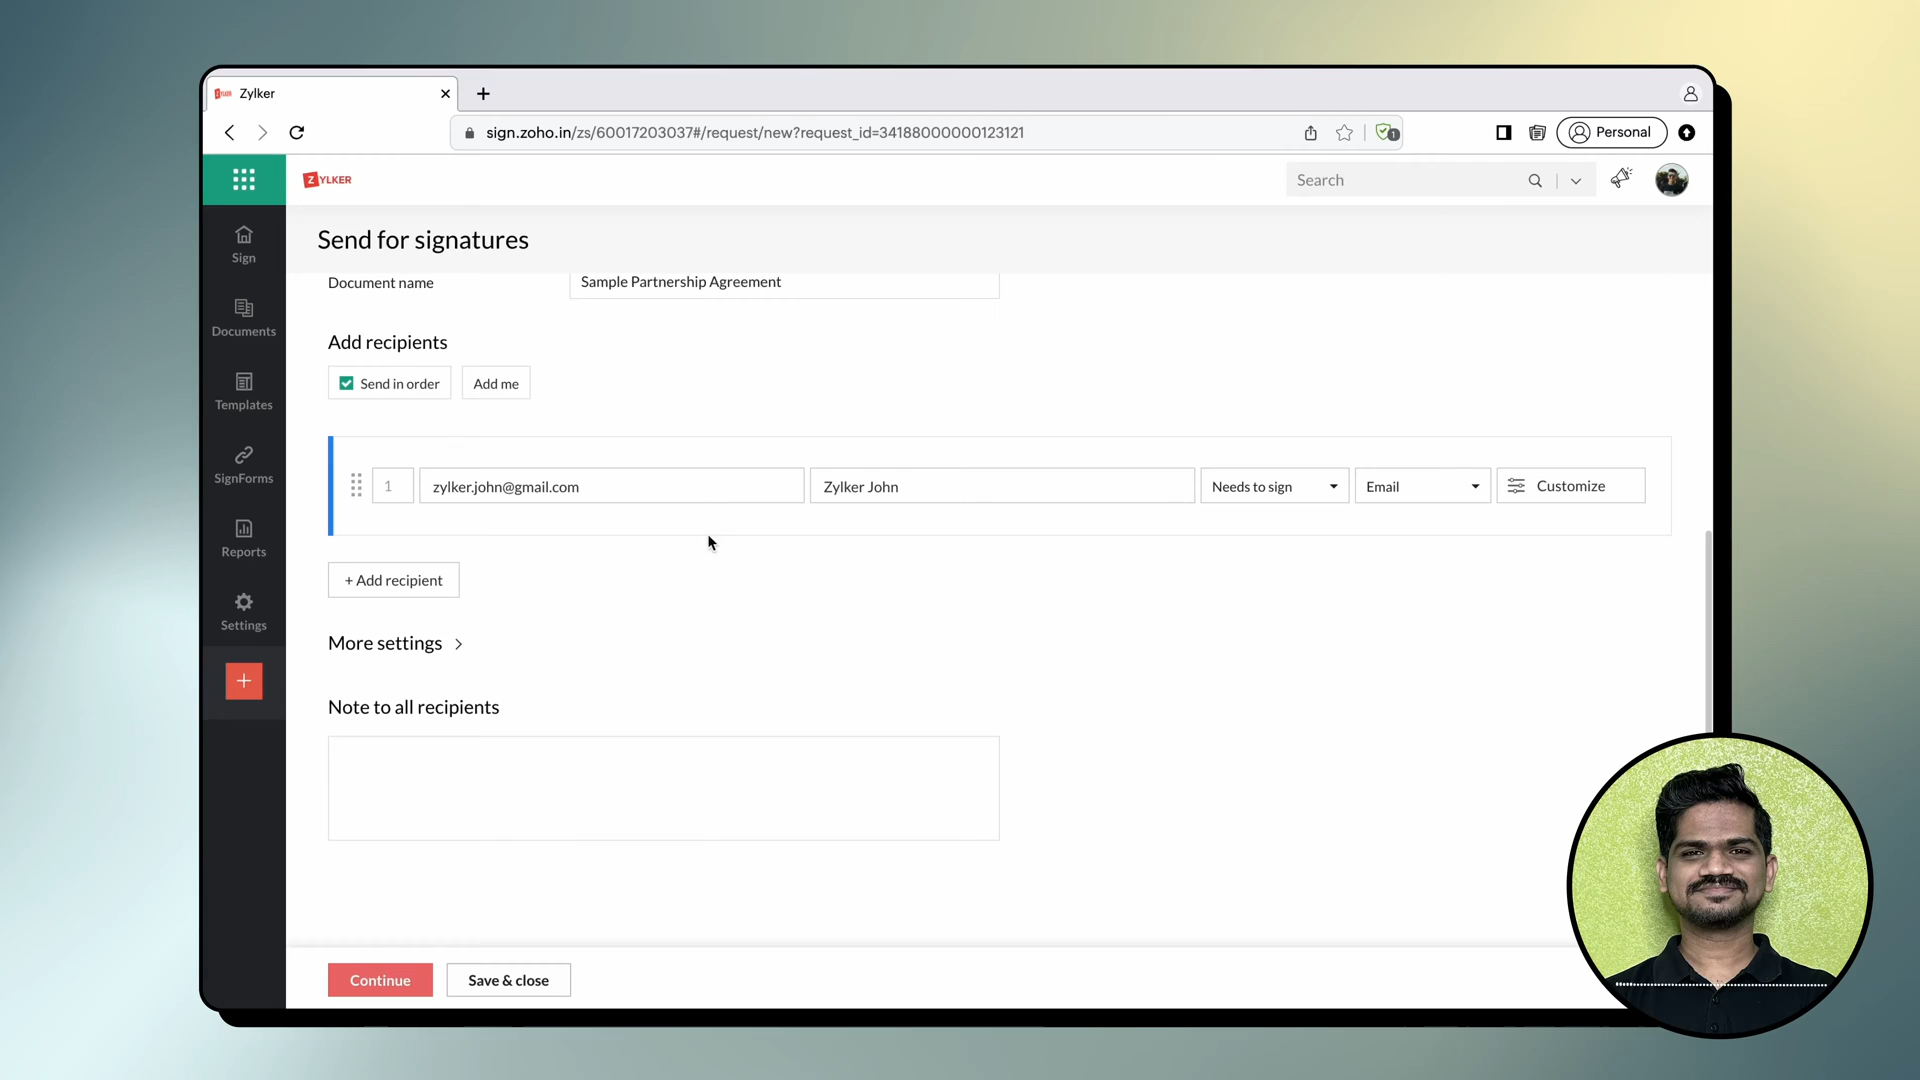 Zylker
sign.zoho.in/zs/60017203037#/request/new?request_id=34188000000123121
1
Personal
ZYLKER
Search
Send for signatures
Sign
Documents
Templates
SignForms
Reports
Settings
Document name
Sample Partnership Agreement
Add recipients
Send in order
Add me
1
zylker.john@gmail.com
Zylker John
Needs to sign
Email
Customize
+ Add recipient
More settings
Note to all recipients
Continue
Save & close